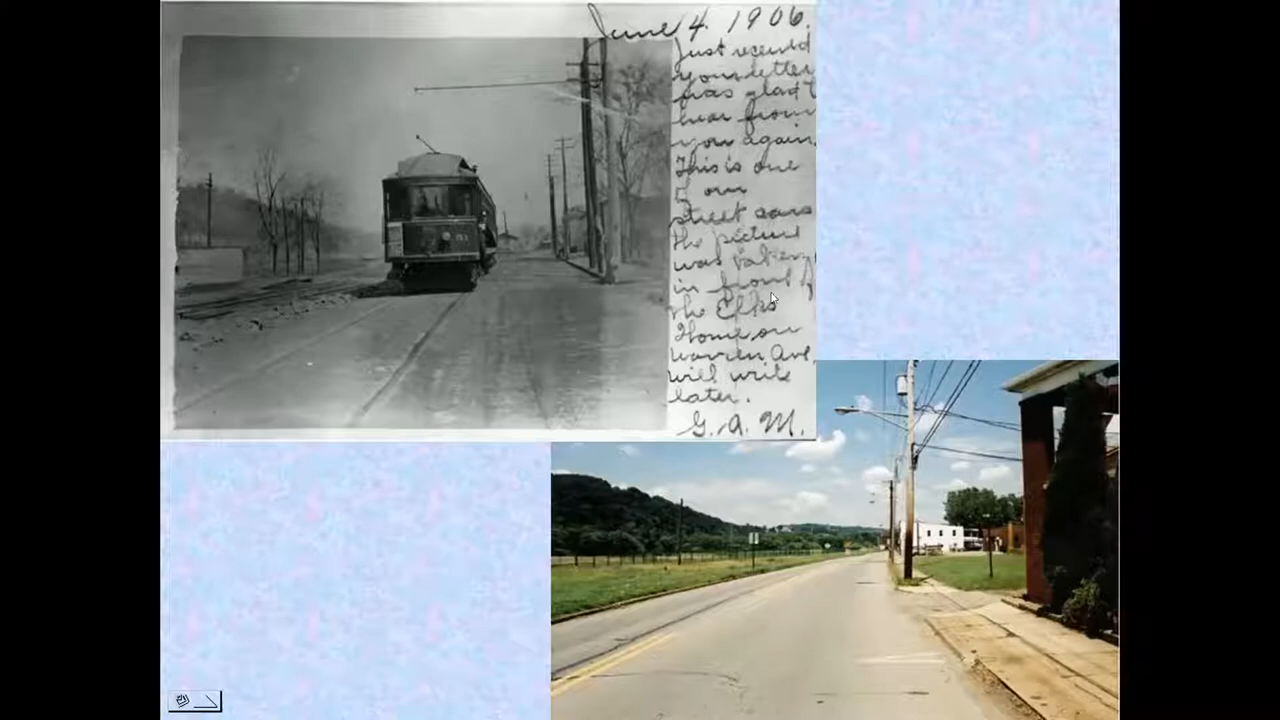 June 4. 1906.
Just received
your letter
was glad to
hear from
you again.
This is one
of our
street cars
the picture
was taken
in front of
the Elks
Home on
Warren Ave.
will write
later.
G. A. M.